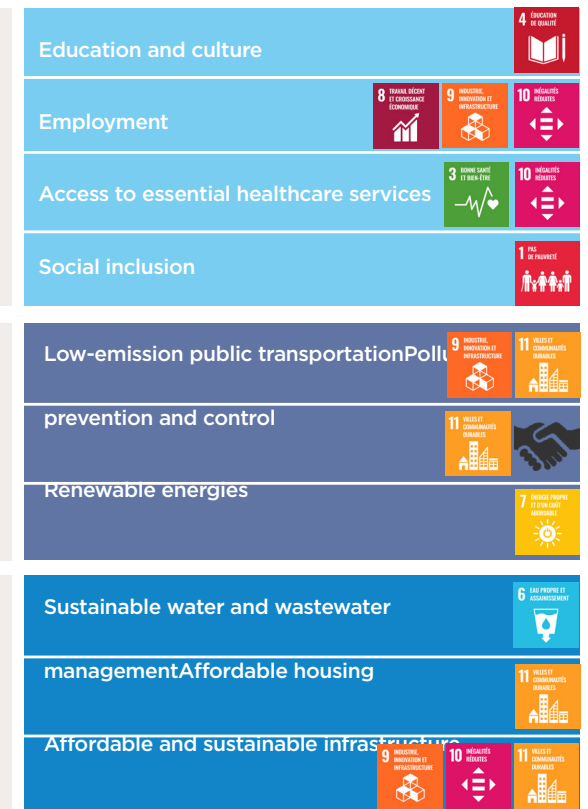 Education and culture
4 ÉDUCATION
DE QUALITÉ
Employment
8 TRAVAIL DÉCENT
ET CROISSANCE
ÉCONOMIQUE
9 INDUSTRIE,
INNOVATION ET
INFRASTRUCTURE
10 INÉGALITÉS
RÉDUITES
Access to essential healthcare services
3 BONNE SANTÉ
ET BIEN-ÊTRE
10 INÉGALITÉS
RÉDUITES
Social inclusion
1 PAS
DE PAUVRETÉ
Low-emission public transportationPollu
9 INDUSTRIE,
INNOVATION ET
INFRASTRUCTURE
11 VILLES ET
COMMUNAUTÉS
DURABLES
prevention and control
11 VILLES ET
COMMUNAUTÉS
DURABLES
Renewable energies
7 ÉNERGIE PROPRE
ET D'UN COÛT
ABORDABLE
Sustainable water and wastewater
6 EAU PROPRE ET
ASSAINISSEMENT
managementAffordable housing
11 VILLES ET
COMMUNAUTÉS
DURABLES
Affordable and sustainable infrastructure
9 INDUSTRIE,
INNOVATION ET
INFRASTRUCTURE
10 INÉGALITÉS
RÉDUITES
11 VILLES ET
COMMUNAUTÉS
DURABLES